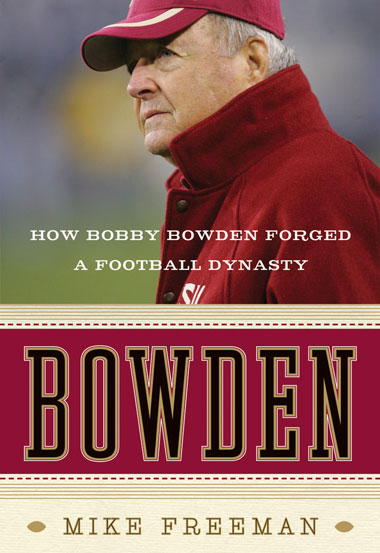 HOW BOBBY BOWDEN FORGED
A FOOTBALL DYNASTY
BOWDEN
MIKE FREEMAN